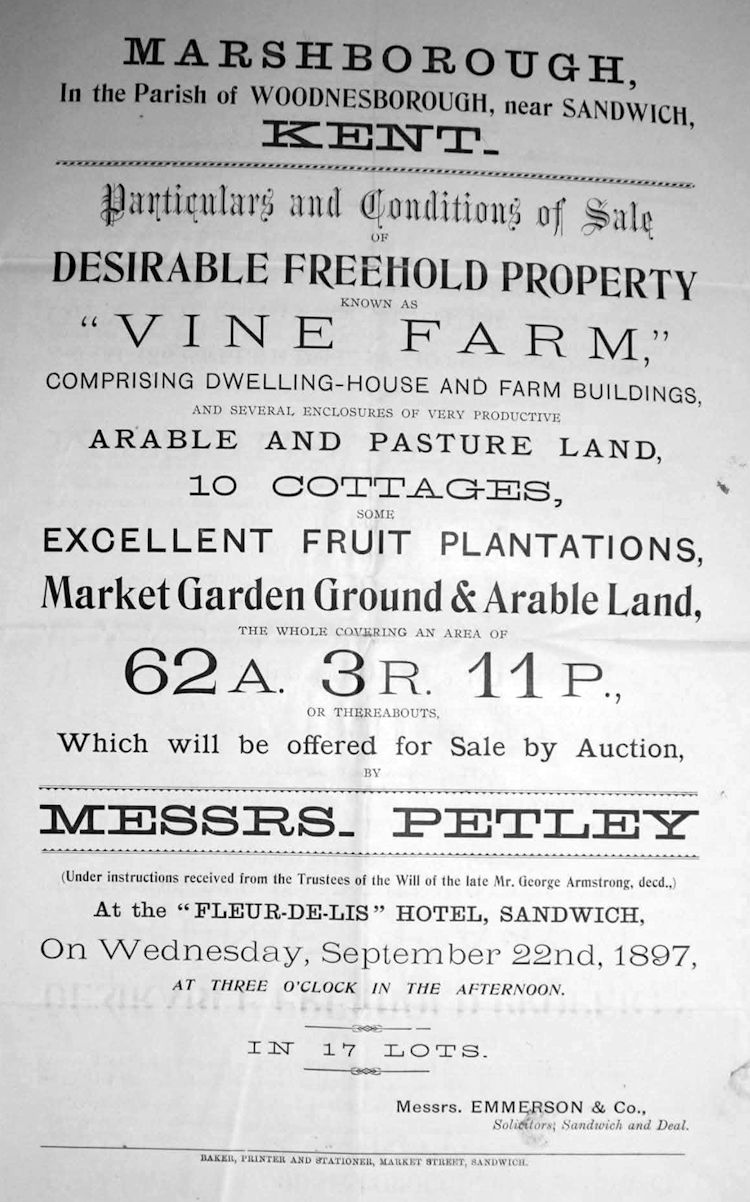 MARSHBOROUGH,
In the Parish of WOODNESBOROUGH, near SANDWICH,
KENT.
Particulars and Conditions of Sale
OF
DESIRABLE FREEHOLD PROPERTY
KNOWN AS
"VINE FARM,"
COMPRISING DWELLING-HOUSE AND FARM BUILDINGS,
AND SEVERAL ENCLOSURES OF VERY PRODUCTIVE
ARABLE AND PASTURE LAND,
10 COTTAGES,
SOME
EXCELLENT FRUIT PLANTATIONS,
Market Garden Ground & Arable Land,
THE WHOLE COVERING AN AREA OF
62 A. 3 R. 11 P.,
OR THEREABOUTS,
Which will be offered for Sale by Auction,
BY
MESSRS. PETLEY
(Under instructions received from the Trustees of the Will of the late Mr. George Armstrong, decd.,)
At the "FLEUR-DE-LIS" HOTEL, SANDWICH,
On Wednesday, September 22nd, 1897,
AT THREE O'CLOCK IN THE AFTERNOON.
IN 17 LOTS.
Messrs. EMMERSON & Co.,
Solicitors; Sandwich and Deal.
BAKER, PRINTER AND STATIONER, MARKET STREET, SANDWICH.